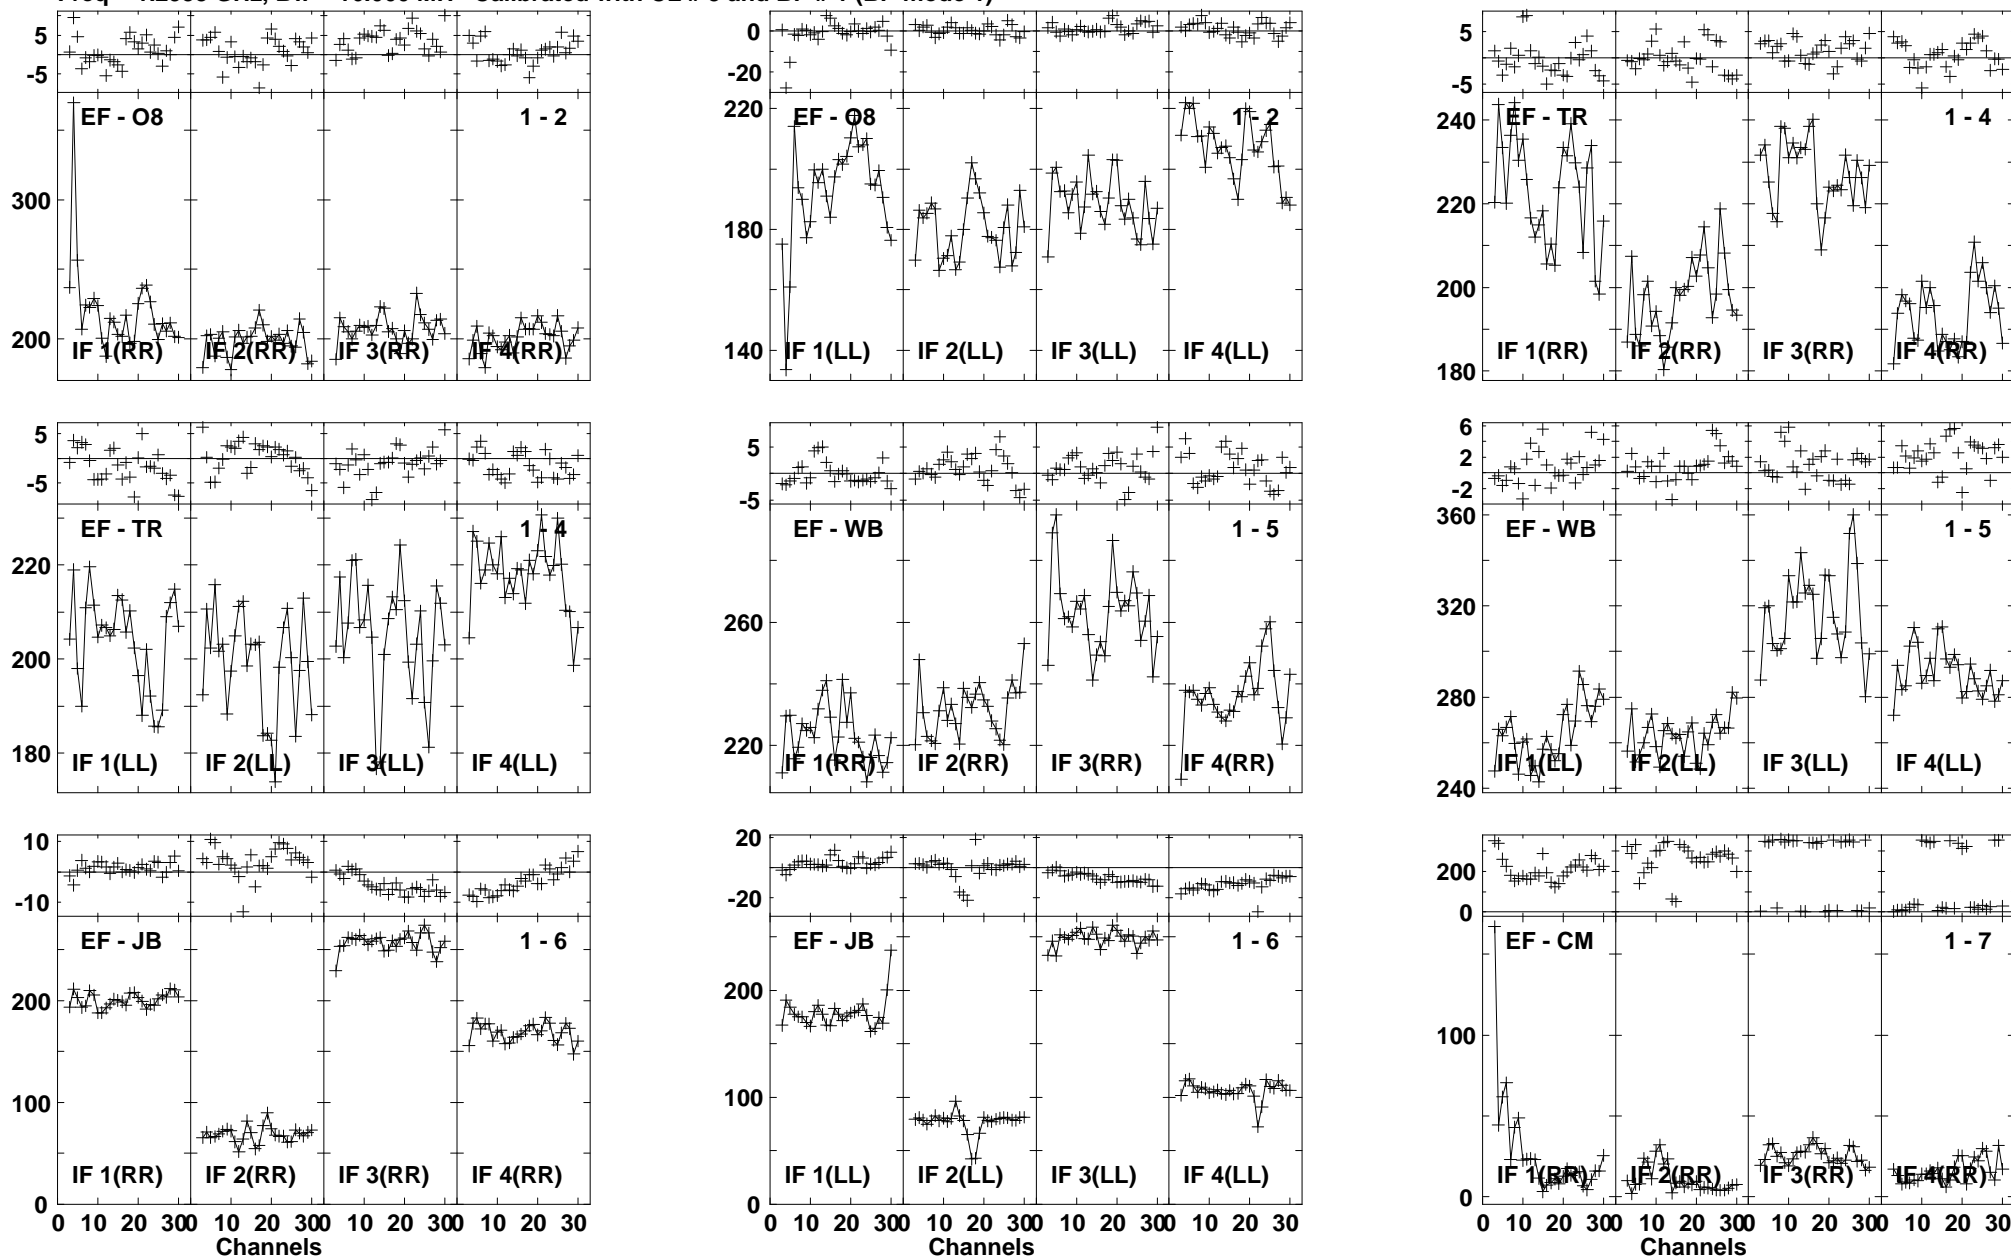 5 5 0 5
-5 -5 -20 -5
EF - O8 1 - 2 EF - O8 1 - 2 EF - TR 1 - 4
300 200
220 180 140
240 220 200 180
IF 1(RR) IF 2(RR) IF 3(RR) IF 4(RR)
IF 1(LL) IF 2(LL) IF 3(LL) IF 4(LL)
IF 1(RR) IF 2(RR) IF 3(RR) IF 4(RR)
5 -5
5 -5
6 2 -2
EF - TR 1 - 4 EF - WB 1 - 5 EF - WB 1 - 5
220 200 180
260 220
360 320 280 240
IF 1(LL) IF 2(LL) IF 3(LL) IF 4(LL)
IF 1(RR) IF 2(RR) IF 3(RR) IF 4(RR)
IF 1(LL) IF 2(LL) IF 3(LL) IF 4(LL)
10 -10
20 -20
200 0
EF - JB 1 - 6 EF - JB 1 - 6 EF - CM 1 - 7
200 100 0
200 100 0
100 0
IF 1(RR) IF 2(RR) IF 3(RR) IF 4(RR)
IF 1(LL) IF 2(LL) IF 3(LL) IF 4(LL)
IF 1(RR) IF 2(RR) IF 3(RR) IF 4(RR)
0 10 20 30 0 10 20 30 0 10 20 30 0 10 20 30
0 10 20 30 0 10 20 30 0 10 20 30 0 10 20 30
0 10 20 30 0 10 20 30 0 10 20 30 0 10 20 30
Channels Channels Channels